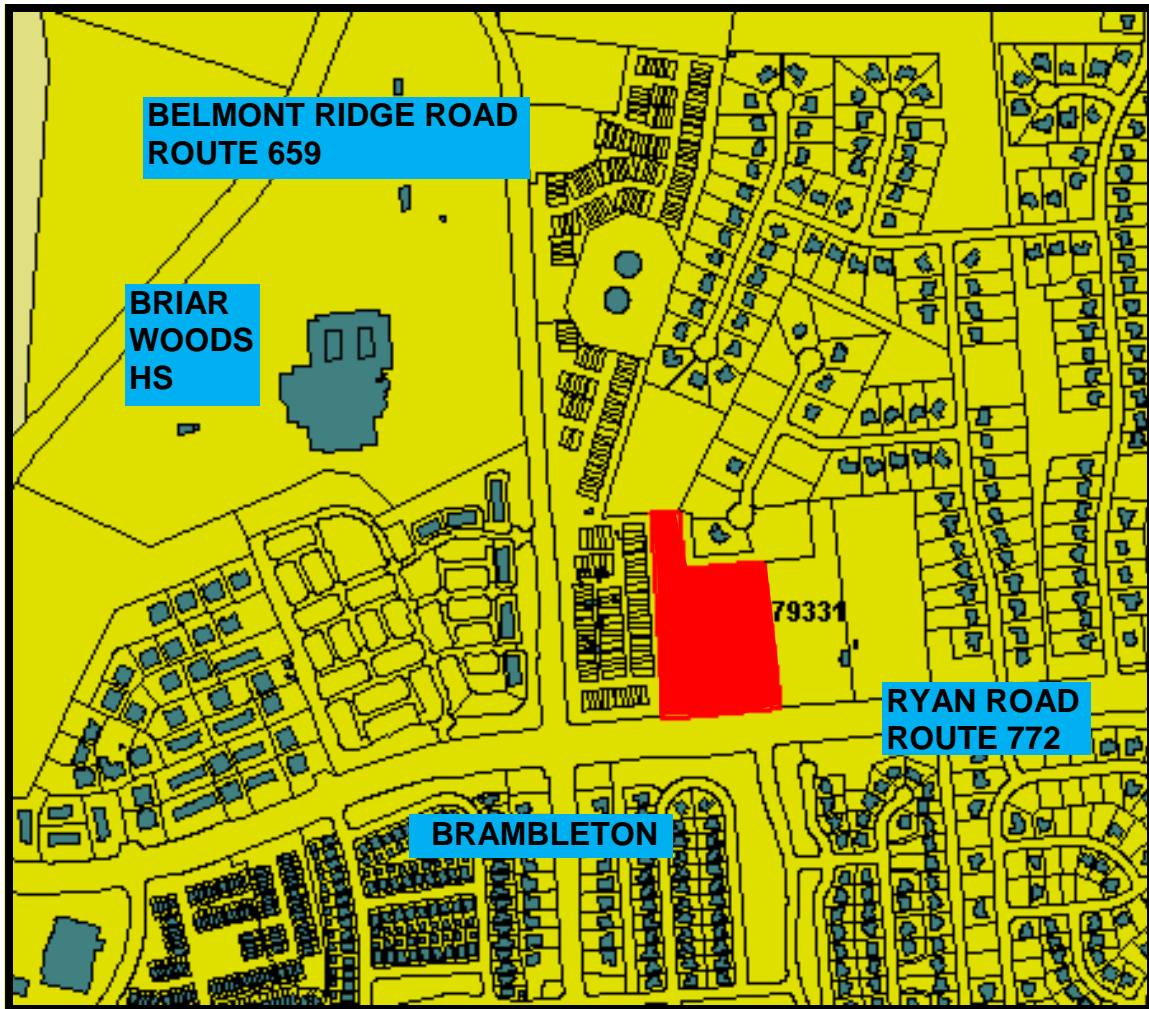 BELMONT RIDGE ROAD
ROUTE 659
BRIAR
WOODS
HS
79331
RYAN ROAD
ROUTE 772
BRAMBLETON